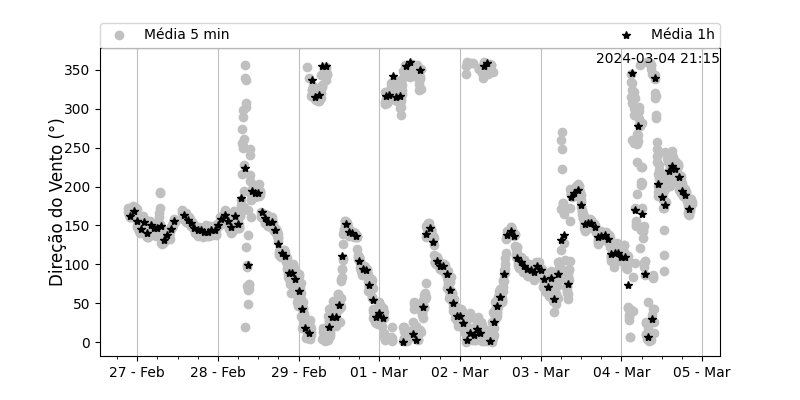 Média 5 min
Média 1h
2024-03-04 21:15
Direção do Vento (°)
350
300
250
200
150
100
50
0
27 - Feb
28 - Feb
29 - Feb
01 - Mar
02 - Mar
03 - Mar
04 - Mar
05 - Mar